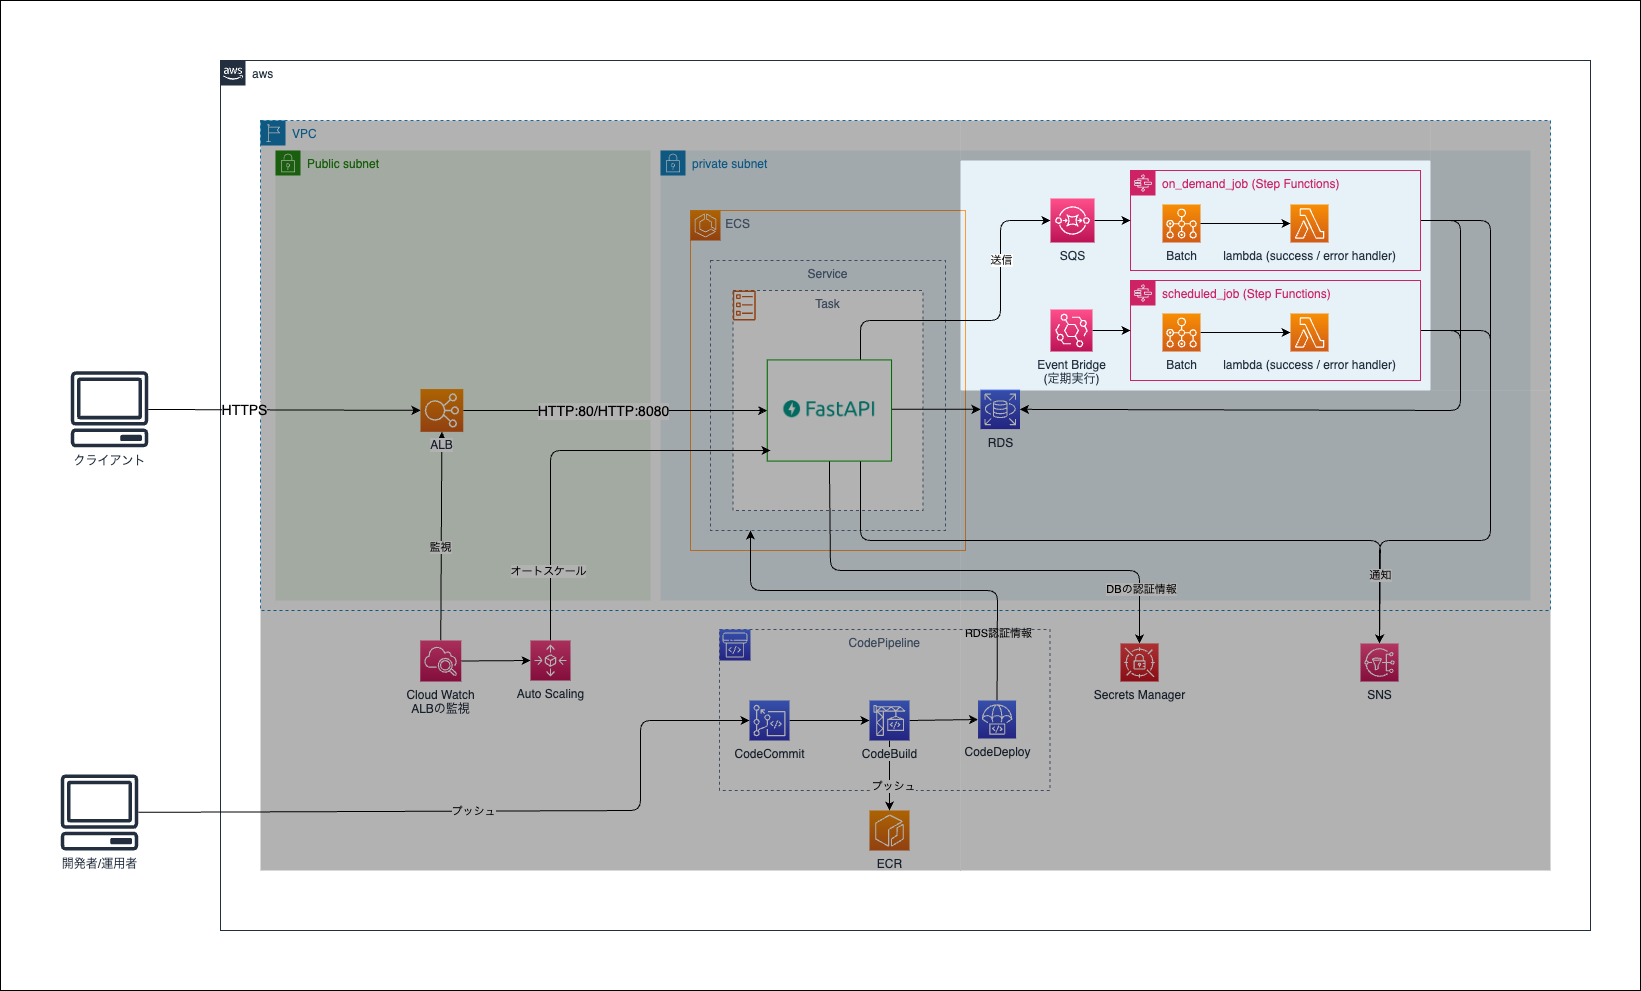 aws
aws
VPC
Public subnet
private subnet
on_demand_job (Step Functions)
ECS
SQS
Batch
lambda (success / error handler)
送信
Service
Task
scheduled_job (Step Functions)
Event Bridge
(定期実行)
Batch
lambda (success / error handler)
クライアント
HTTPS
ALB
HTTP:80/HTTP:8080
FastAPI
RDS
監視
オートスケール
DBの認証情報
通知
RDS認証情報
CodePipeline
Cloud Watch
ALBの監視
Auto Scaling
Secrets Manager
SNS
CodeCommit
CodeBuild
CodeDeploy
プッシュ
プッシュ
ECR
開発者/運用者